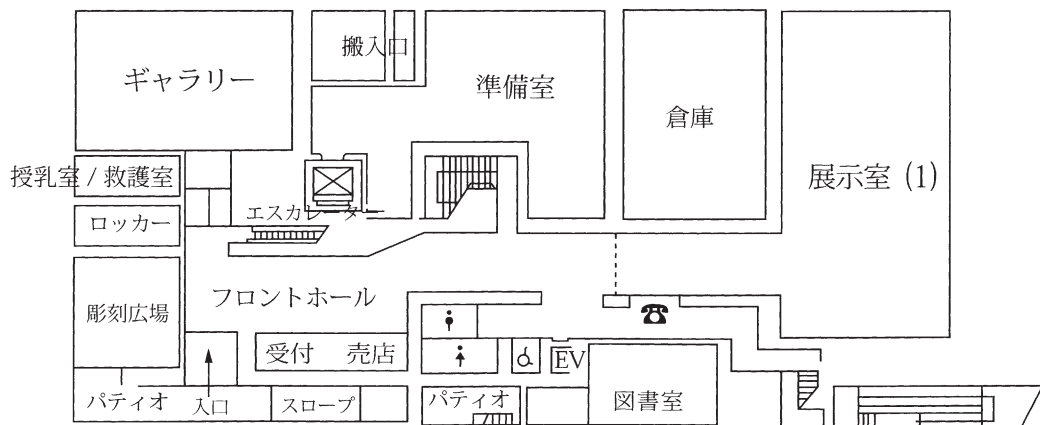 搬入口
ギャラリー
準備室
倉庫
展示室 (1)
授乳室 / 救護室
ロッカー
エスカレーター
フロントホール
彫刻広場
受付 売店
EV
パティオ
入口
スロープ
パティオ
図書室